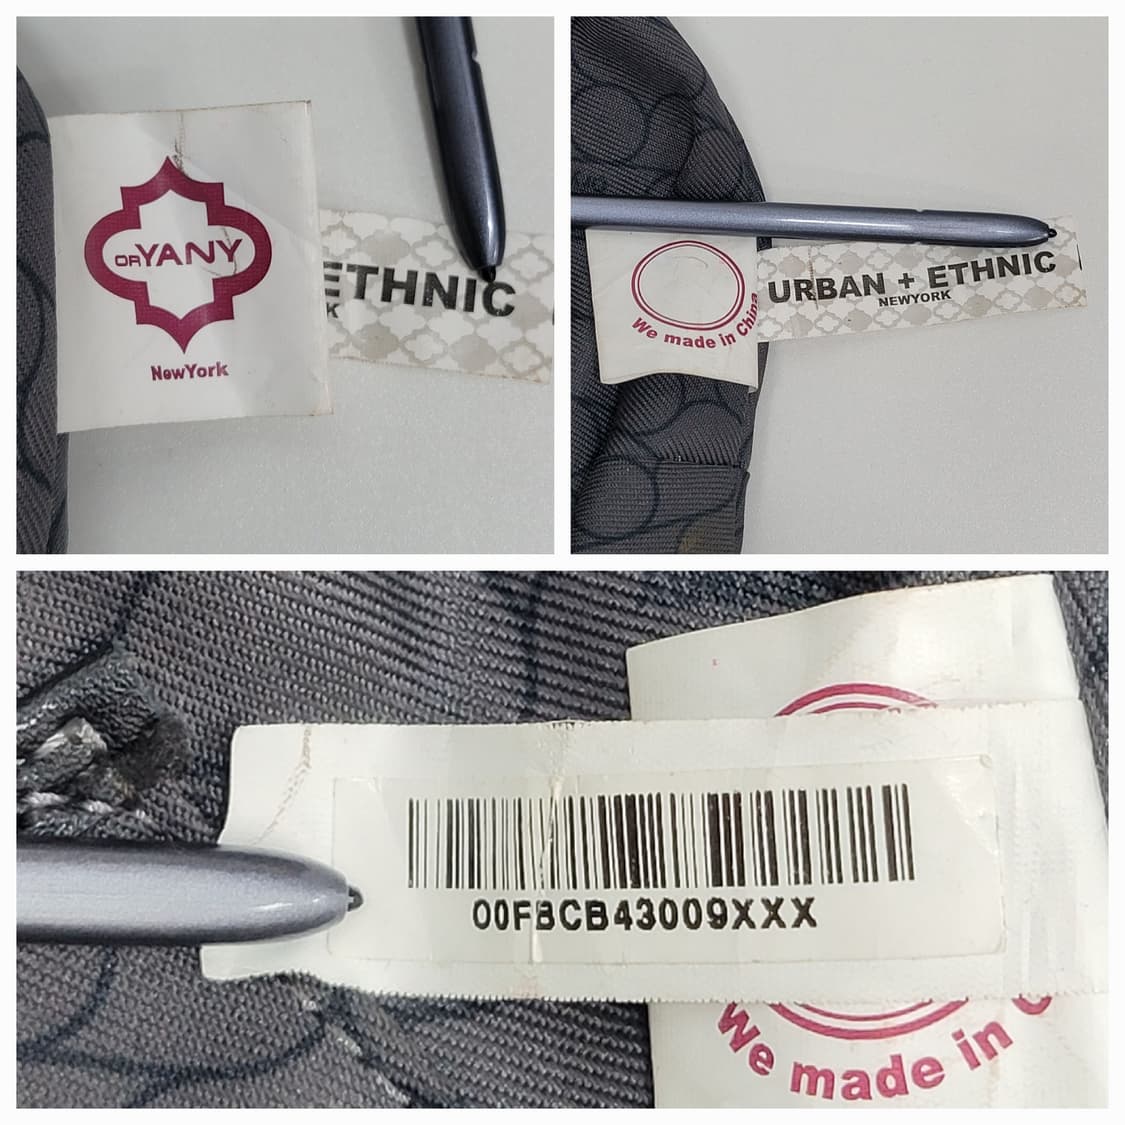 orYANY
NewYork
ETHNIC
K
URBAN + ETHNIC
NEWYORK
We made in China
00FBCB43009XXX
We made in C